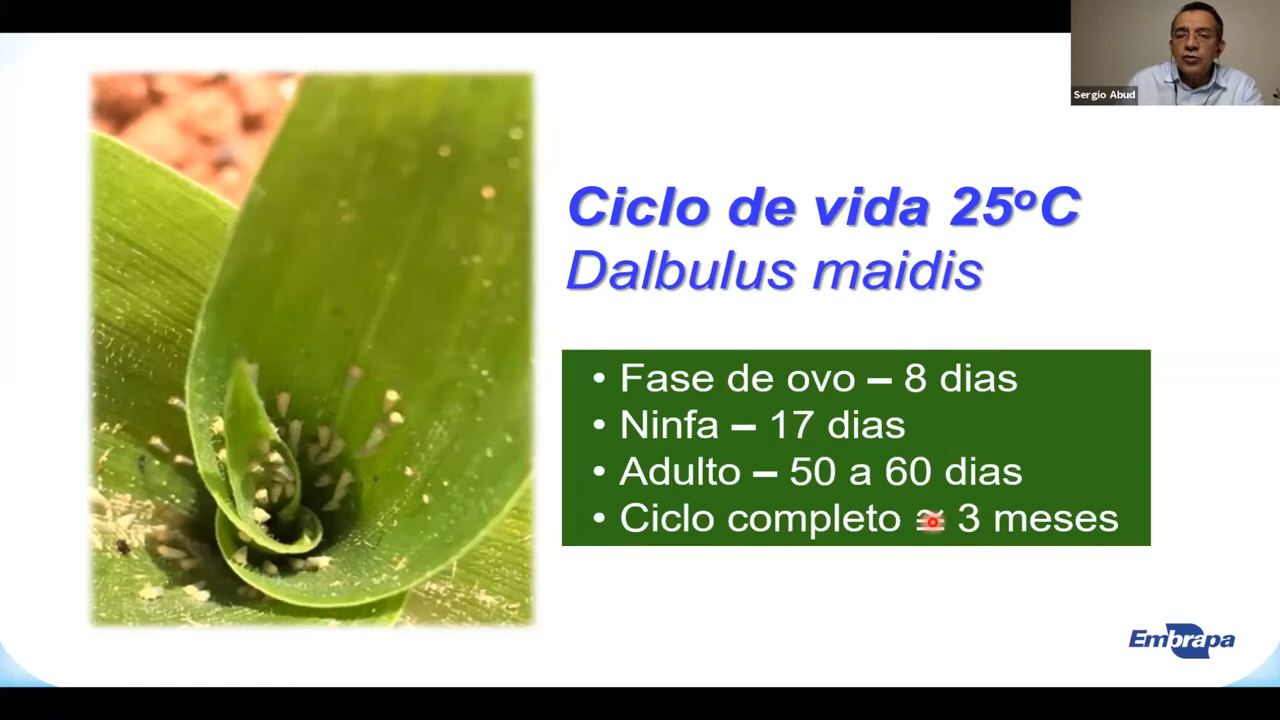 Sergio Abud
Ciclo de vida 25ºC
Dalbulus maidis
• Fase de ovo – 8 dias
• Ninfa – 17 dias
• Adulto – 50 a 60 dias
• Ciclo completo ≅ 3 meses
Embrapa